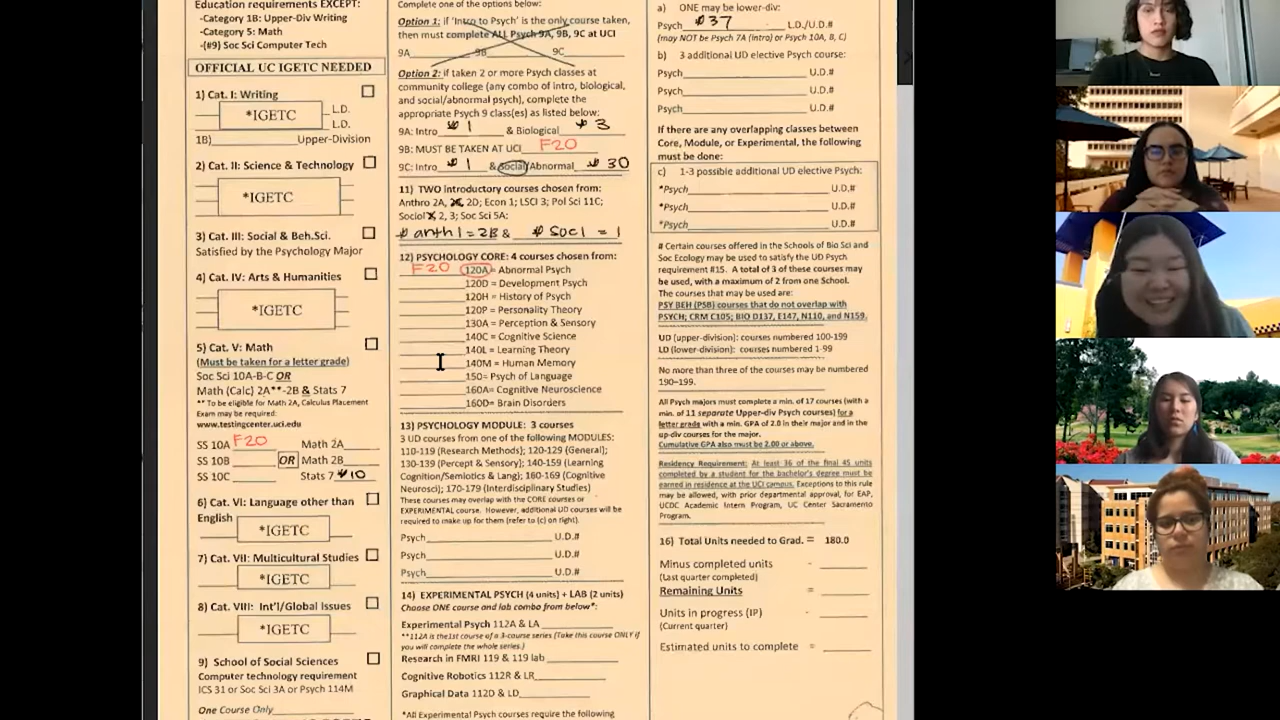 Education requirements EXCEPT:
-Category 1B: Upper-Div Writing
-Category 5: Math
-(#9) Soc Sci Computer Tech
OFFICIAL UC IGETC NEEDED
1) Cat. I: Writing
*IGETC
L.D.
L.D.
1B) Upper-Division
2) Cat. II: Science & Technology
*IGETC
3) Cat. III: Social & Beh.Sci.
Satisfied by the Psychology Major
4) Cat. IV: Arts & Humanities
*IGETC
5) Cat. V: Math
(Must be taken for a letter grade)
Soc Sci 10A-B-C OR
Math (Calc) 2A**-2B & Stats 7
** To be eligible for Math 2A, Calculus Placement
Exam may be required:
www.testingcenter.uci.edu
SS 10A F20 Math 2A
SS 10B OR Math 2B
SS 10C Stats 7 *10
6) Cat. VI: Language other than
English
*IGETC
7) Cat. VII: Multicultural Studies
*IGETC
8) Cat. VIII: Int'l/Global Issues
*IGETC
9) School of Social Sciences
Computer technology requirement
ICS 31 or Soc Sci 3A or Psych 114M
One Course Only
Complete one of the options below:
Option 1: if 'Intro to Psych' is the only course taken,
then must complete ALL Psych 9A, 9B, 9C at UCI
9A 9B 9C
Option 2: if taken 2 or more Psych classes at
community college (any combo of intro, biological,
and social/abnormal psych), complete the
appropriate Psych 9 class(es) as listed below:
9A: Intro *1 & Biological *3
9B: MUST BE TAKEN AT UCI F20
9C: Intro *1 & Social/Abnormal *30
11) TWO introductory courses chosen from:
Anthro 2A, 2D; Econ 1; LSCI 3; Pol Sci 11C;
Sociol 2, 3; Soc Sci 5A:
* anth1=2B & * soc1 = 1
12) PSYCHOLOGY CORE: 4 courses chosen from:
F20 120A= Abnormal Psych
120D = Development Psych
120H = History of Psych
120P = Personality Theory
130A = Perception & Sensory
140C = Cognitive Science
140L = Learning Theory
140M = Human Memory
150= Psych of Language
160A= Cognitive Neuroscience
160D= Brain Disorders
13) PSYCHOLOGY MODULE: 3 courses
3 UD courses from one of the following MODULES:
110-119 (Research Methods); 120-129 (General);
130-139 (Percept & Sensory); 140-159 (Learning
Cognition/Semiotics & Lang); 160-169 (Cognitive
Neurosci); 170-179 (Interdisciplinary Studies)
These courses may overlap with the CORE courses or
EXPERIMENTAL course. However, additional UD courses will be
required to make up for them (refer to (c) on right).
Psych U.D.#
Psych U.D.#
Psych U.D.#
14) EXPERIMENTAL PSYCH (4 units) + LAB (2 units)
Choose ONE course and lab combo from below*:
Experimental Psych 112A & LA
**112A is the 1st course of a 3-course series (Take this course ONLY if
you will complete the whole series.)
Research in FMRI 119 & 119 lab
Cognitive Robotics 112R & LR
Graphical Data 112D & LD
*All Experimental Psych courses require the following
a) ONE may be lower-div:
Psych *37 L.D./U.D.#
(may NOT be Psych 7A (intro) or Psych 10A, B, C)
b) 3 additional UD elective Psych course:
Psych U.D.#
Psych U.D.#
Psych U.D.#
If there are any overlapping classes between
Core, Module, or Experimental, the following
must be done:
c) 1-3 possible additional UD elective Psych:
*Psych U.D.#
*Psych U.D.#
*Psych U.D.#
# Certain courses offered in the Schools of Bio Sci and
Soc Ecology may be used to satisfy the UD Psych
requirement #15. A total of 3 of these courses may
be used, with a maximum of 2 from one School.
The courses that may be used are:
PSY BEH (PSB) courses that do not overlap with
PSYCH; CRM C105; BIO D137, E147, N110, and N159.
UD (upper-division): courses numbered 100-199
LD (lower-division): courses numbered 1-99
No more than three of the courses may be numbered
190–199.
All Psych majors must complete a min. of 17 courses (with a
min. of 11 separate Upper-div Psych courses) for a
letter grade with a min. GPA of 2.0 in their major and in the
up-div courses for the major.
Cumulative GPA also must be 2.00 or above.
Residency Requirement: At least 36 of the final 45 units
completed by a student for the bachelor's degree must be
earned in residence at the UCI campus. Exceptions to this rule
may be allowed, with prior departmental approval, for EAP,
UCDC Academic Intern Program, UC Center Sacramento
Program.
16) Total Units needed to Grad. = 180.0
Minus completed units -
(Last quarter completed)
Remaining Units =
Units in progress (IP) -
(Current quarter)
Estimated units to complete =